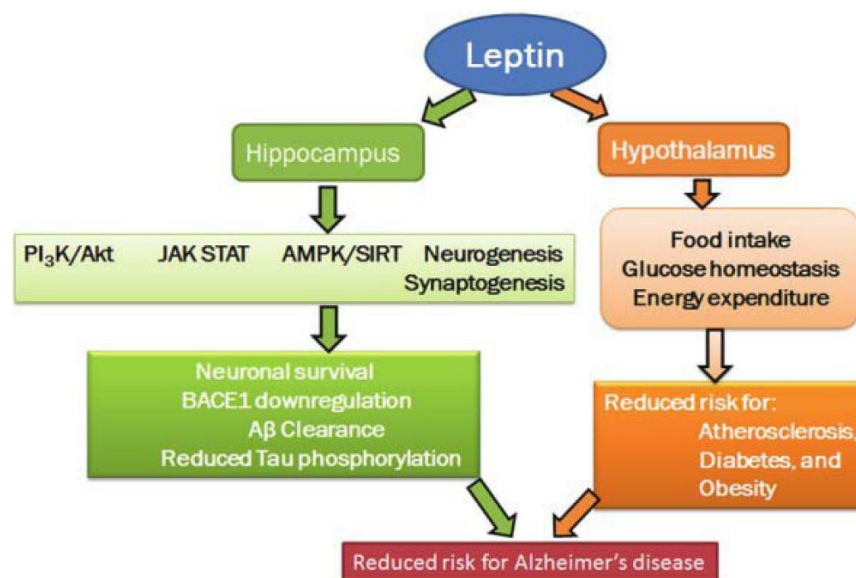 Leptin
Hippocampus
Hypothalamus
PI₃K/Akt JAK STAT AMPK/SIRT Neurogenesis
Synaptogenesis
Food intake
Glucose homeostasis
Energy expenditure
Neuronal survival
BACE1 downregulation
Aβ Clearance
Reduced Tau phosphorylation
Reduced risk for:
Atherosclerosis,
Diabetes, and
Obesity
Reduced risk for Alzheimer's disease